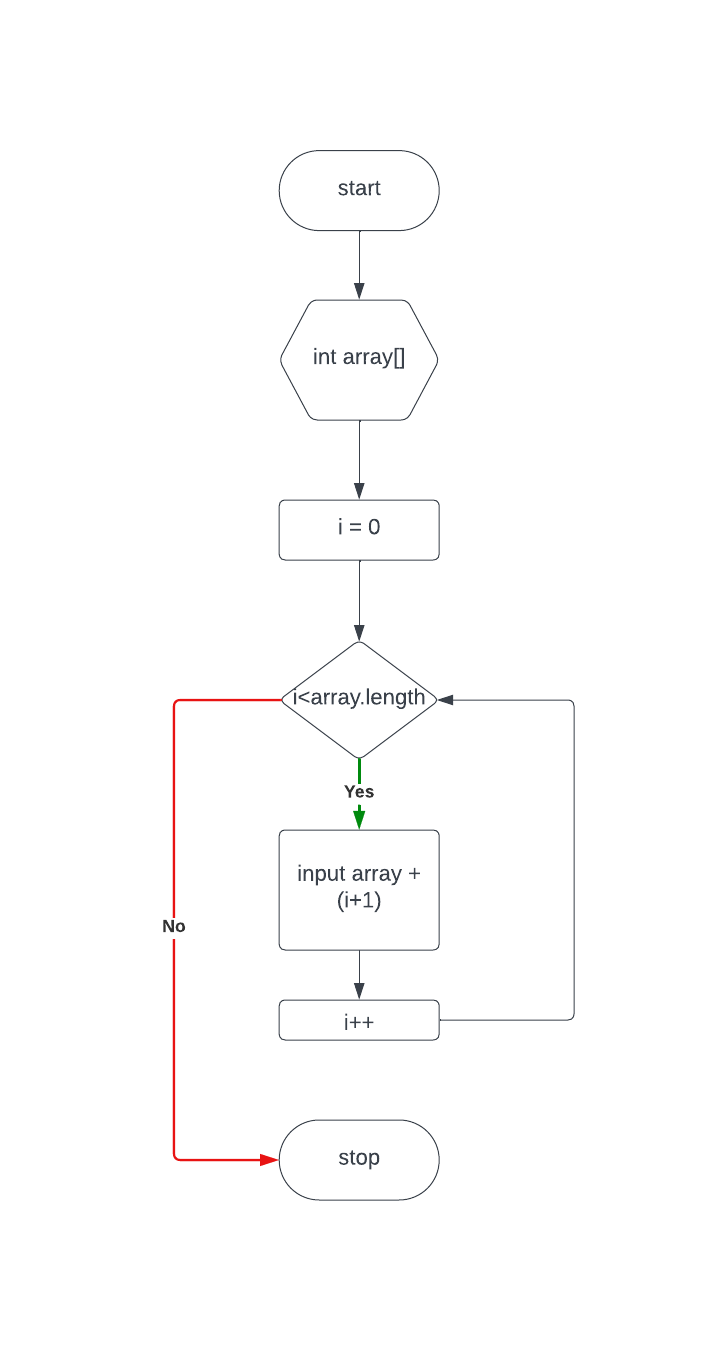 start
int array[]
i = 0
i<array.length
Yes
input array +
(i+1)
No
i++
stop